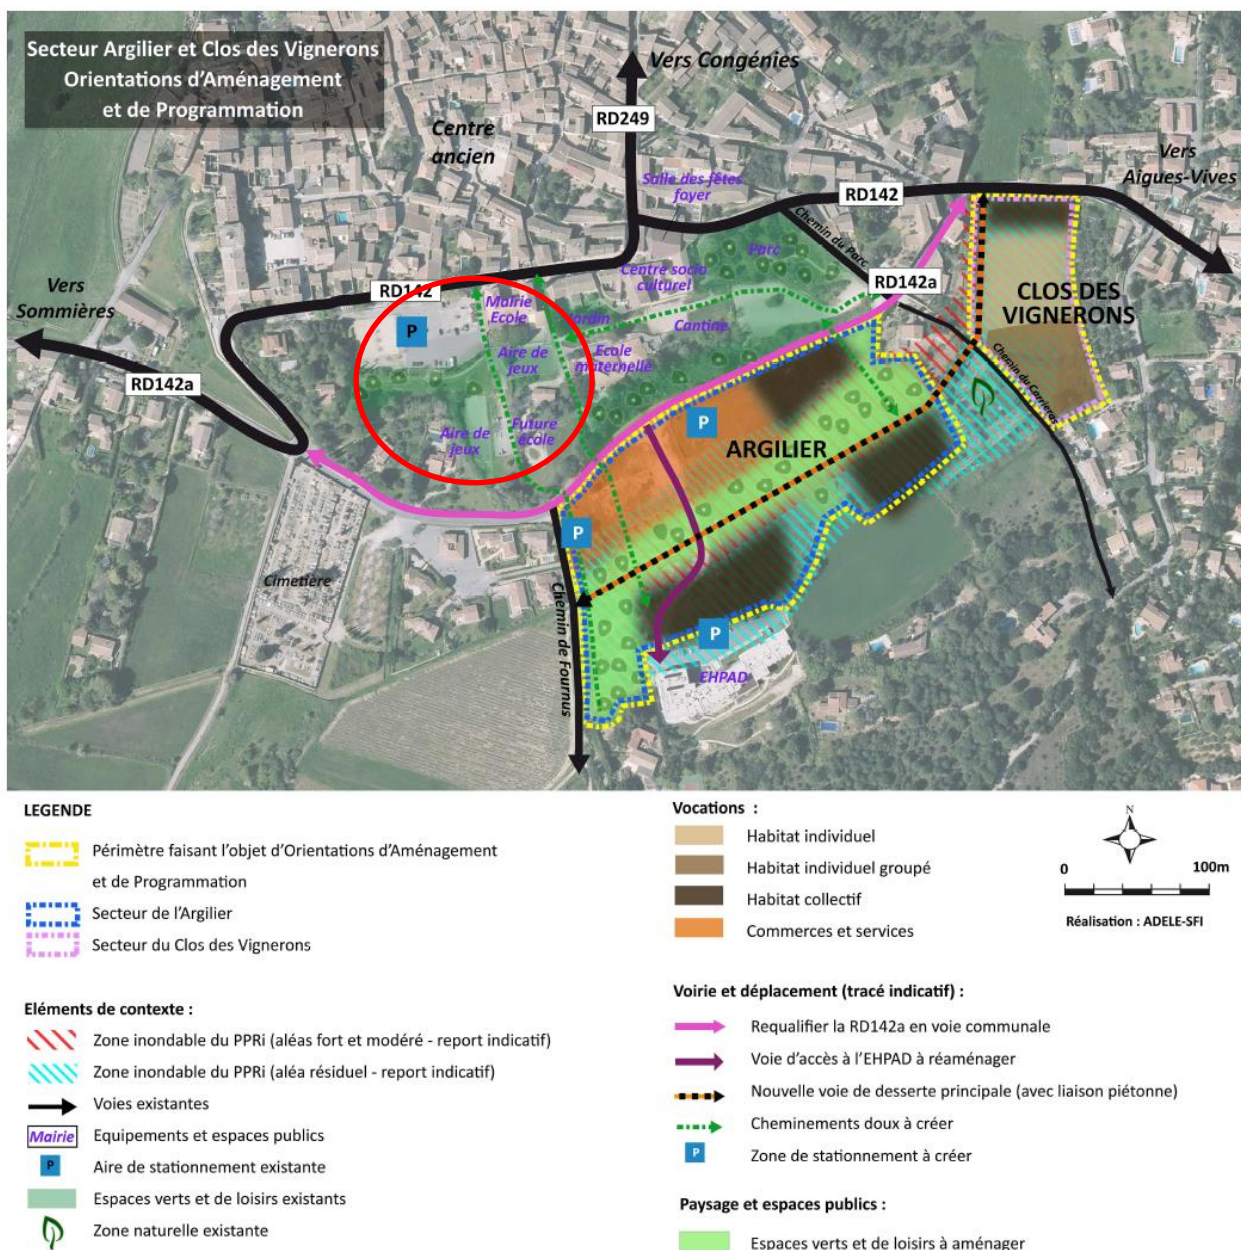 Secteur Argilier et Clos des Vignerons
Orientations d'Aménagement
et de Programmation
Vers Congénies
RD249
Centre
ancien
Vers
Aigues-Vives
Salle des fêtes
foyer
RD142
Chemin du Parc
Parc
Centre socio
culturel
RD142a
RD142
Vers
Sommières
Mairie
Ecole
Jardin
Cantine
CLOS DES
VIGNERONS
P
Aire de
jeux
Ecole
maternelle
Chemin du Carrieras
RD142a
Aire de
jeux
Future
école
P
ARGILIER
P
Cimetière
Chemin de Fournus
P
EHPAD
LEGENDE
Périmètre faisant l'objet d'Orientations d'Aménagement
et de Programmation
Secteur de l'Argilier
Secteur du Clos des Vignerons
Eléments de contexte :
Zone inondable du PPRi (aléas fort et modéré - report indicatif)
Zone inondable du PPRi (aléa résiduel - report indicatif)
Voies existantes
Mairie Equipements et espaces publics
P Aire de stationnement existante
Espaces verts et de loisirs existants
Zone naturelle existante
Vocations :
Habitat individuel
Habitat individuel groupé
Habitat collectif
Commerces et services
N
0 100m
Réalisation : ADELE-SFI
Voirie et déplacement (tracé indicatif) :
Requalifier la RD142a en voie communale
Voie d'accès à l'EHPAD à réaménager
Nouvelle voie de desserte principale (avec liaison piétonne)
Cheminements doux à créer
P Zone de stationnement à créer
Paysage et espaces publics :
Espaces verts et de loisirs à aménager